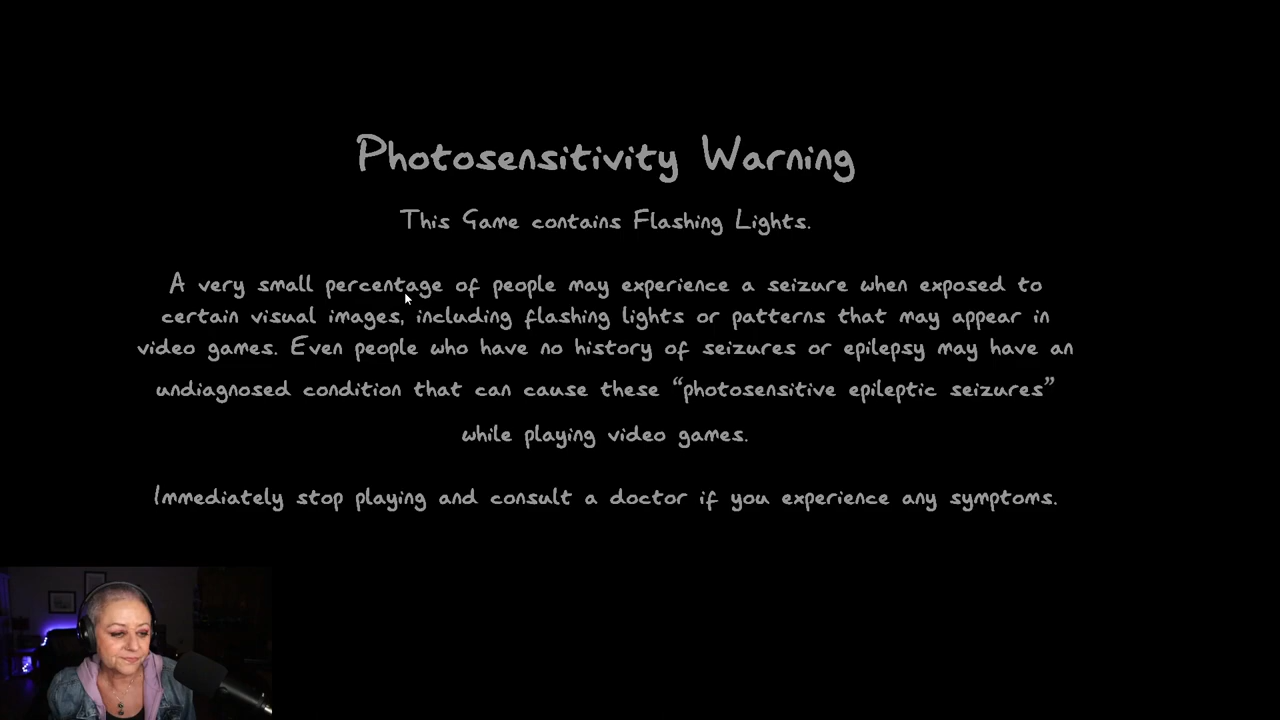 Photosensitivity Warning
This Game contains Flashing Lights.
A very small percentage of people may experience a seizure when exposed to
certain visual images, including flashing lights or patterns that may appear in
video games. Even people who have no history of seizures or epilepsy may have an
undiagnosed condition that can cause these “photosensitive epileptic seizures”
while playing video games.
Immediately stop playing and consult a doctor if you experience any symptoms.